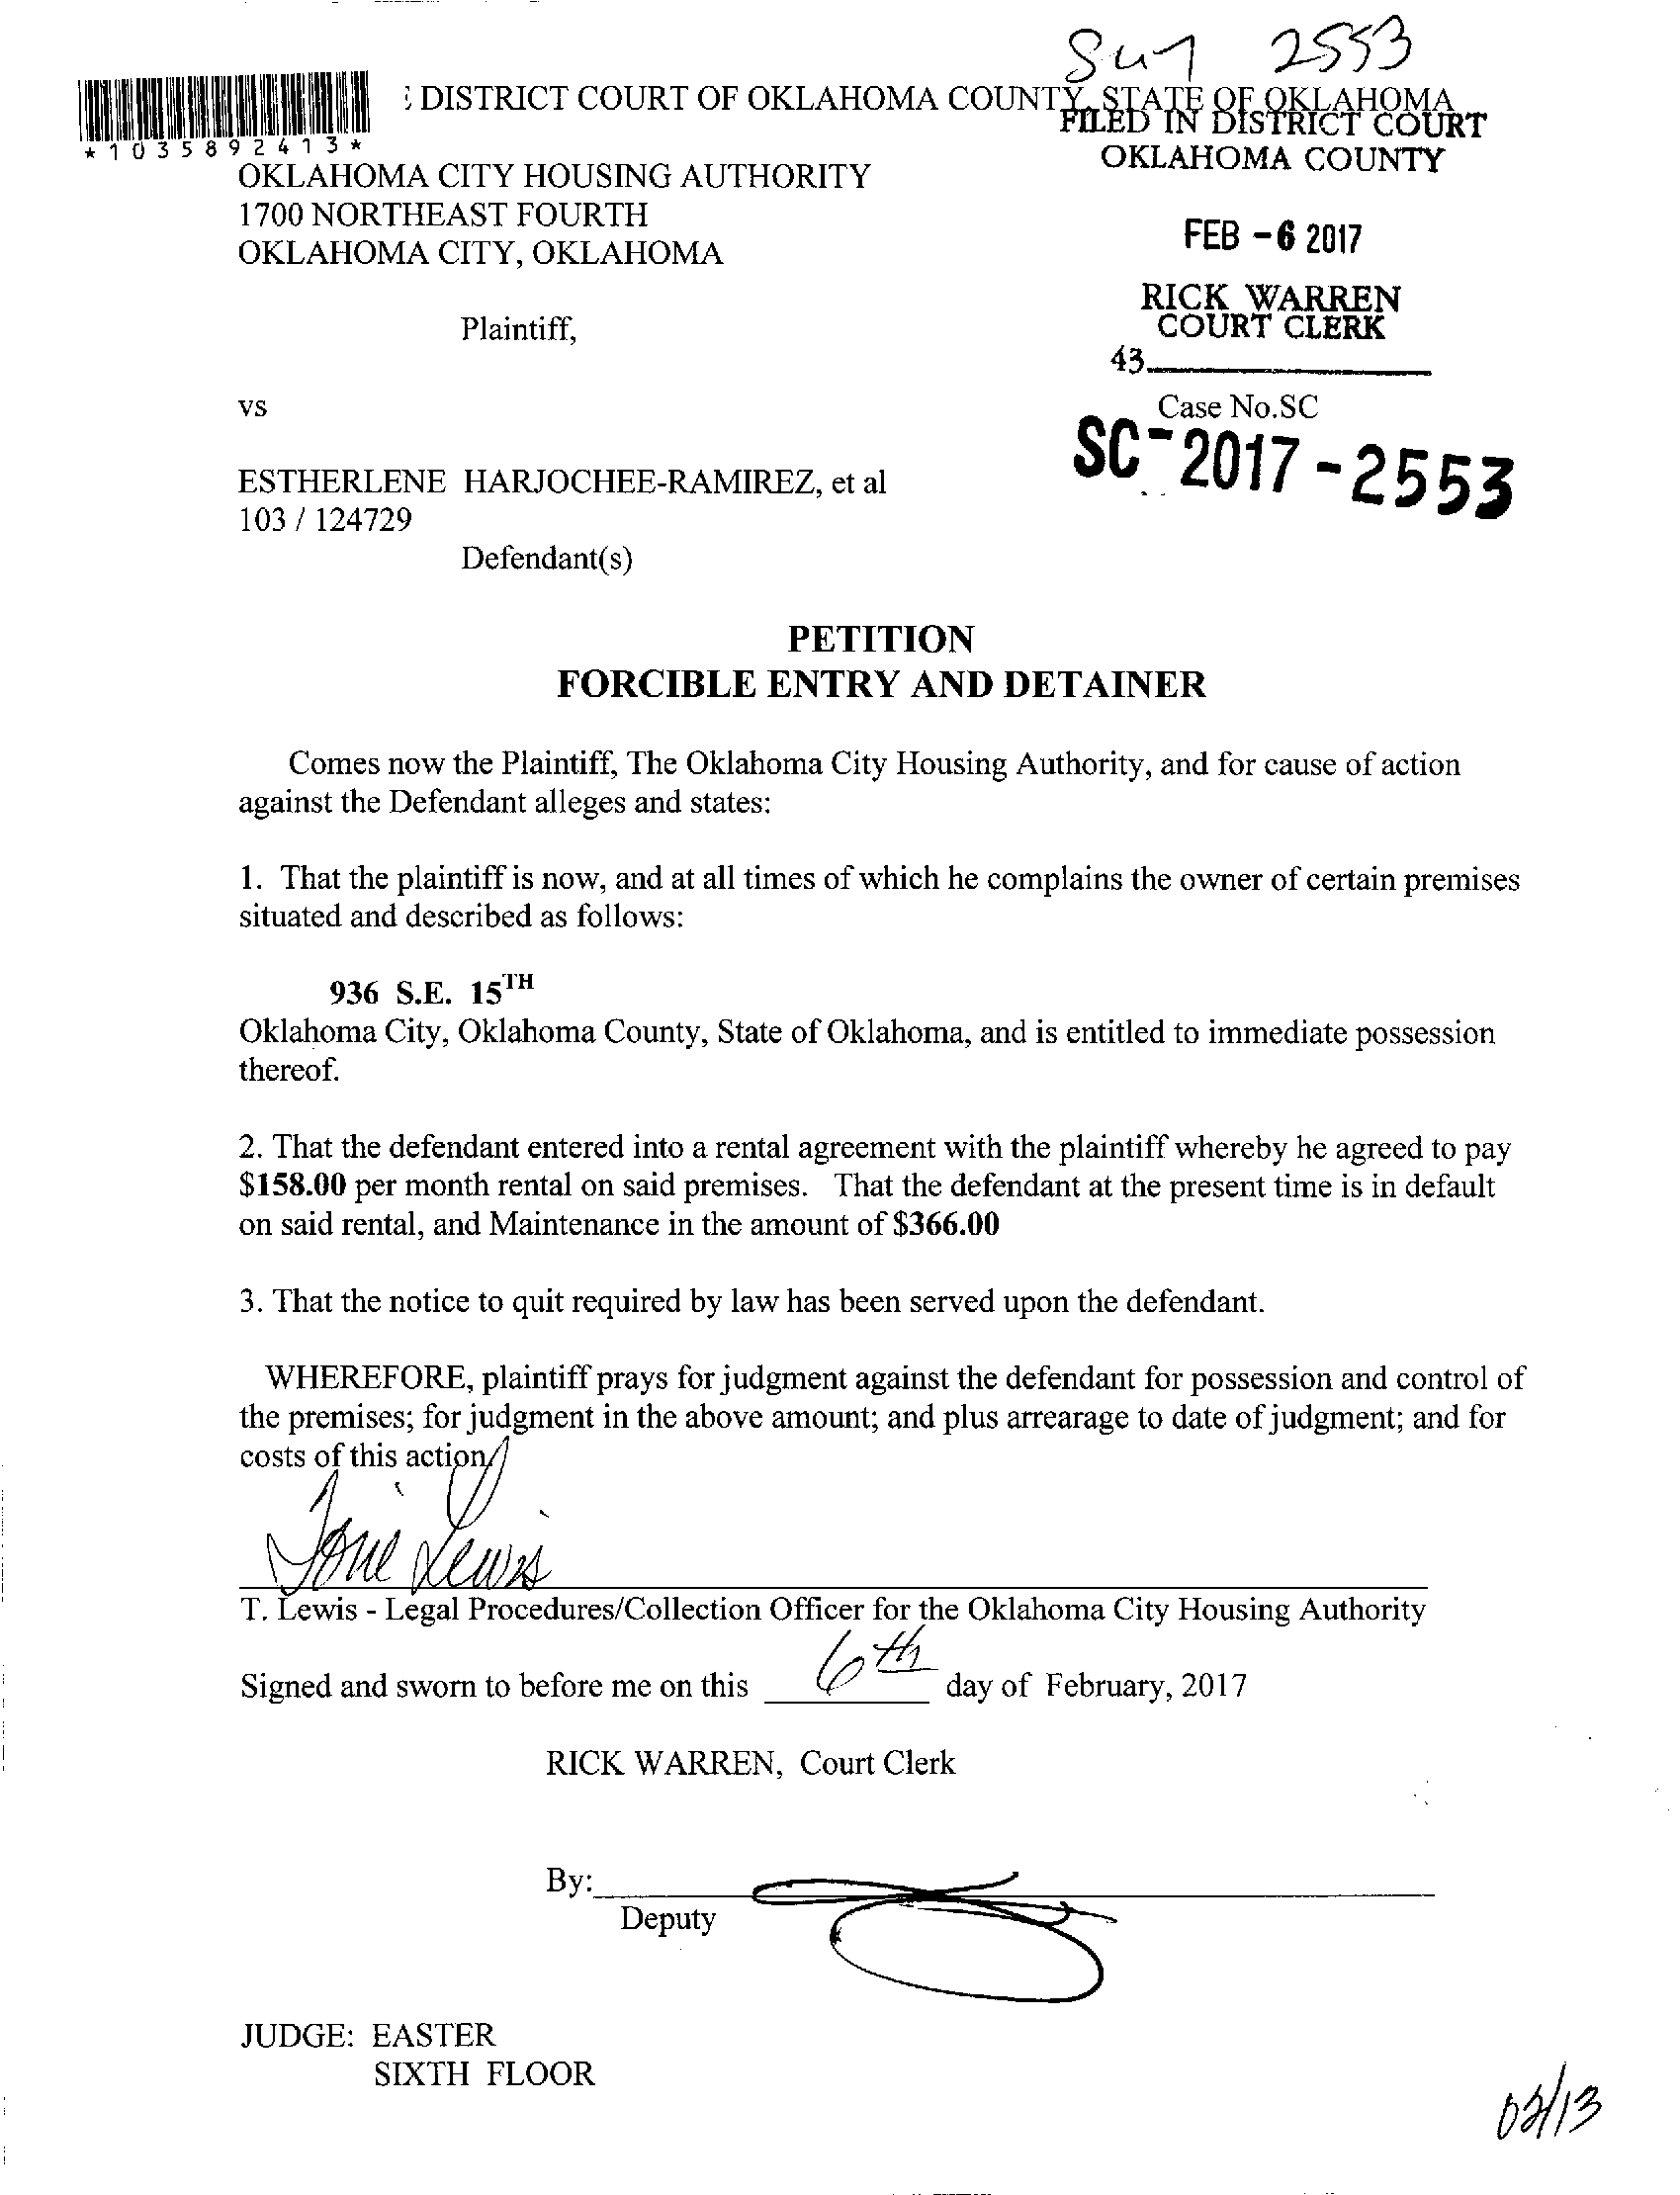 2553
DISTRICT COURT OF OKLAHOMA COUNTY, STATE OF OKLAHOMA
FILED IN DISTRICT COURT
OKLAHOMA COUNTY
*1035892413*
OKLAHOMA CITY HOUSING AUTHORITY
1700 NORTHEAST FOURTH
OKLAHOMA CITY, OKLAHOMA
FEB -6 2017
RICK WARREN
COURT CLERK
43
Plaintiff,
vs
Case No.SC
SC-2017-2553
ESTHERLENE HARJOCHEE-RAMIREZ, et al
103 / 124729
Defendant(s)
PETITION
FORCIBLE ENTRY AND DETAINER
Comes now the Plaintiff, The Oklahoma City Housing Authority, and for cause of action
against the Defendant alleges and states:
1. That the plaintiff is now, and at all times of which he complains the owner of certain premises
situated and described as follows:
936 S.E. 15TH
Oklahoma City, Oklahoma County, State of Oklahoma, and is entitled to immediate possession
thereof.
2. That the defendant entered into a rental agreement with the plaintiff whereby he agreed to pay
$158.00 per month rental on said premises. That the defendant at the present time is in default
on said rental, and Maintenance in the amount of $366.00
3. That the notice to quit required by law has been served upon the defendant.
WHEREFORE, plaintiff prays for judgment against the defendant for possession and control of
the premises; for judgment in the above amount; and plus arrearage to date of judgment; and for
costs of this action.
Toni Lewis
T. Lewis - Legal Procedures/Collection Officer for the Oklahoma City Housing Authority
Signed and sworn to before me on this 6th day of February, 2017
RICK WARREN, Court Clerk
By:
Deputy
JUDGE: EASTER
SIXTH FLOOR
02/13